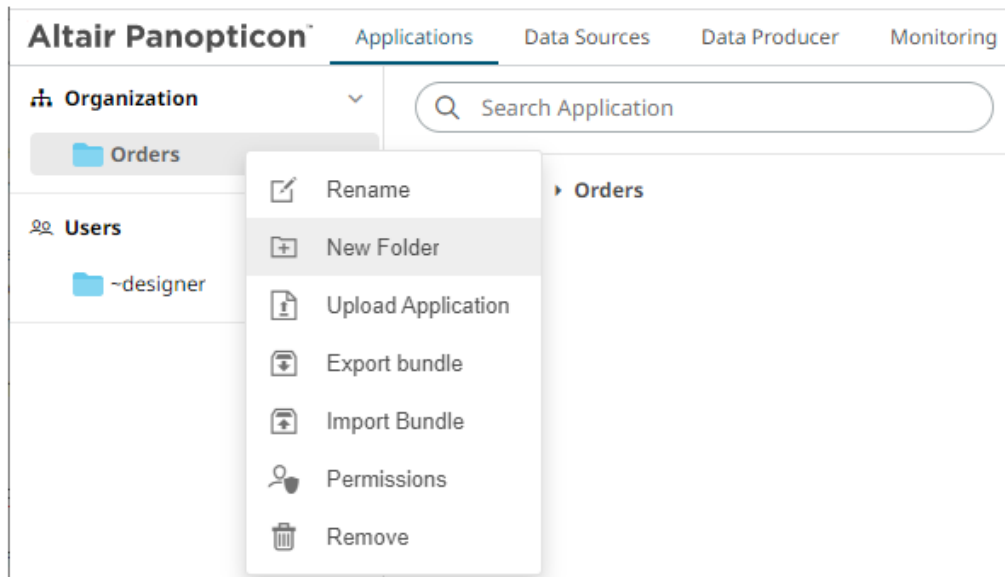 Altair Panopticon™ Applications Data Sources Data Producer Monitoring
Organization
Search Application
Orders
Rename
Orders
New Folder
Users
~designer
Upload Application
Export bundle
Import Bundle
Permissions
Remove